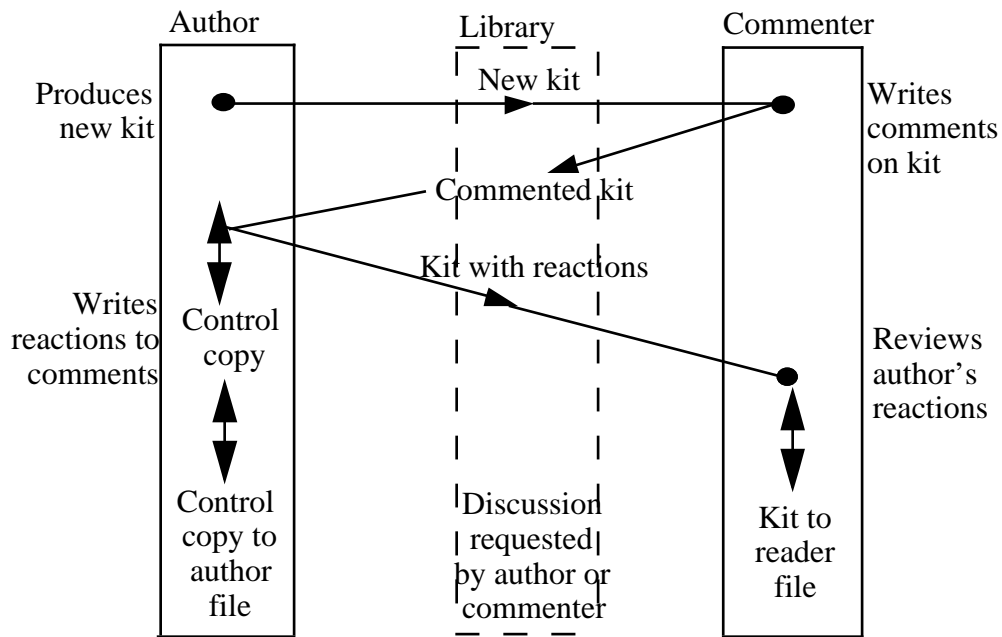 Author
Library
Commenter
Produces
new kit
New kit
Writes
comments
on kit
Commented kit
Kit with reactions
Writes
reactions to
comments
Control
copy
Reviews
author’s
reactions
Control
copy to
author
file
Discussion
requested
by author or
commenter
Kit to
reader
file